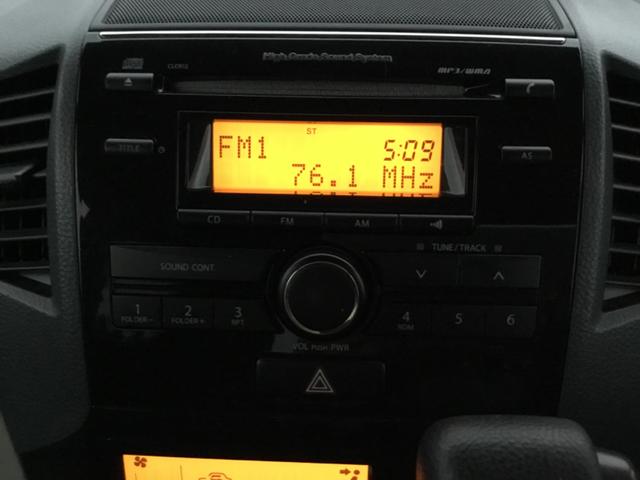 High-Grade Sound System
MP3/WMA
ST
FM1 5:09
76.1 MHz
TITLE
AS
CD FM AM
TUNE/TRACK
SOUND CONT.
1 FOLDER-
2 FOLDER+
3 RPT
4 RDM
5
6
VOL PUSH PWR